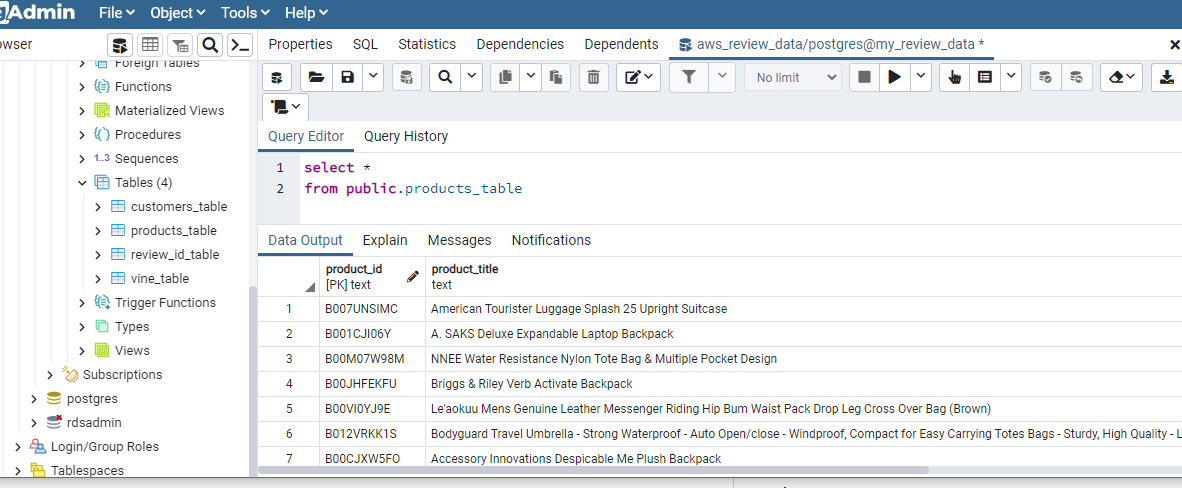 gAdmin File Object Tools Help
owser
Properties SQL Statistics Dependencies Dependents aws_review_data/postgres@my_review_data *
Foreign Tables
Functions
Materialized Views
Procedures
1..3 Sequences
Tables (4)
customers_table
products_table
review_id_table
vine_table
Trigger Functions
Types
Views
Subscriptions
postgres
rdsadmin
Login/Group Roles
Tablespaces
No limit
Query Editor Query History
1 select *
2 from public.products_table
Data Output Explain Messages Notifications
product_id product_title
[PK] text text
1 B007UNSIMC American Tourister Luggage Splash 25 Upright Suitcase
2 B001CJI06Y A. SAKS Deluxe Expandable Laptop Backpack
3 B00M07W98M NNEE Water Resistance Nylon Tote Bag & Multiple Pocket Design
4 B00JHFEKFU Briggs & Riley Verb Activate Backpack
5 B00VI0YJ9E Le'aokuu Mens Genuine Leather Messenger Riding Hip Bum Waist Pack Drop Leg Cross Over Bag (Brown)
6 B012VRKK1S Bodyguard Travel Umbrella - Strong Waterproof - Auto Open/close - Windproof, Compact for Easy Carrying Totes Bags - Sturdy, High Quality - L
7 B00CJXW5FO Accessory Innovations Despicable Me Plush Backpack